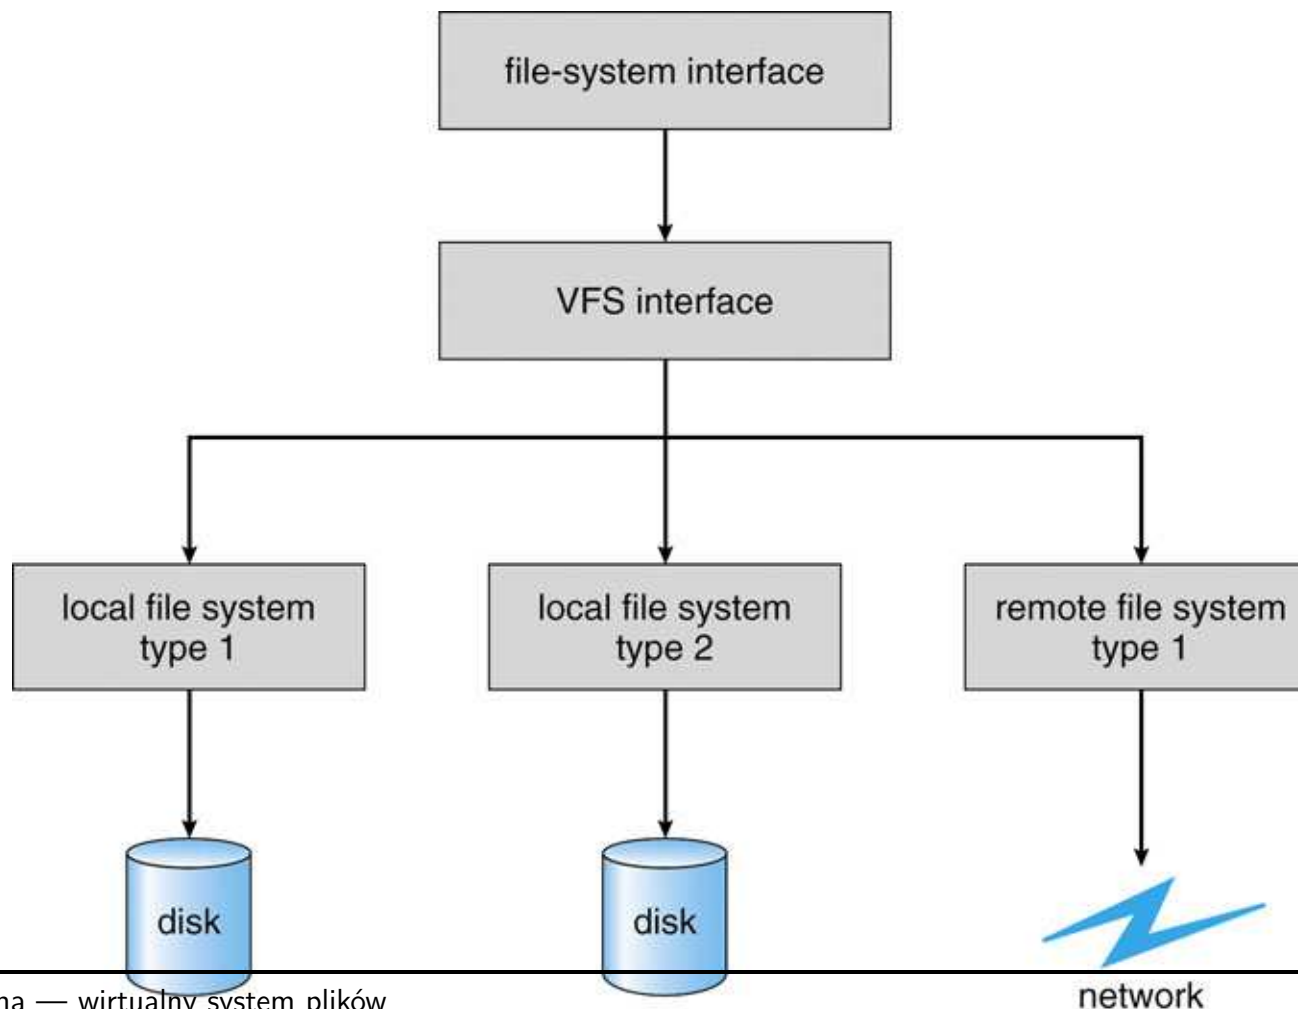 file-system interface
VFS interface
local file system
type 1
local file system
type 2
remote file system
type 1
disk
disk
network
— wirtualny system plików